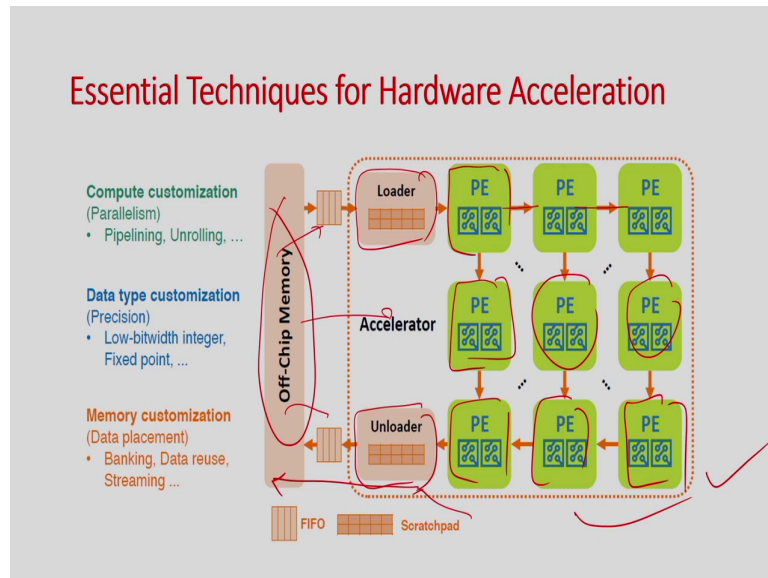 Essential Techniques for Hardware Acceleration
Compute customization
(Parallelism)
• Pipelining, Unrolling, ...
Data type customization
(Precision)
• Low-bitwidth integer,
Fixed point, ...
Memory customization
(Data placement)
• Banking, Data reuse,
Streaming ...
Off-Chip Memory
Loader
PE
PE
PE
Accelerator
PE
PE
PE
Unloader
PE
PE
PE
FIFO
Scratchpad